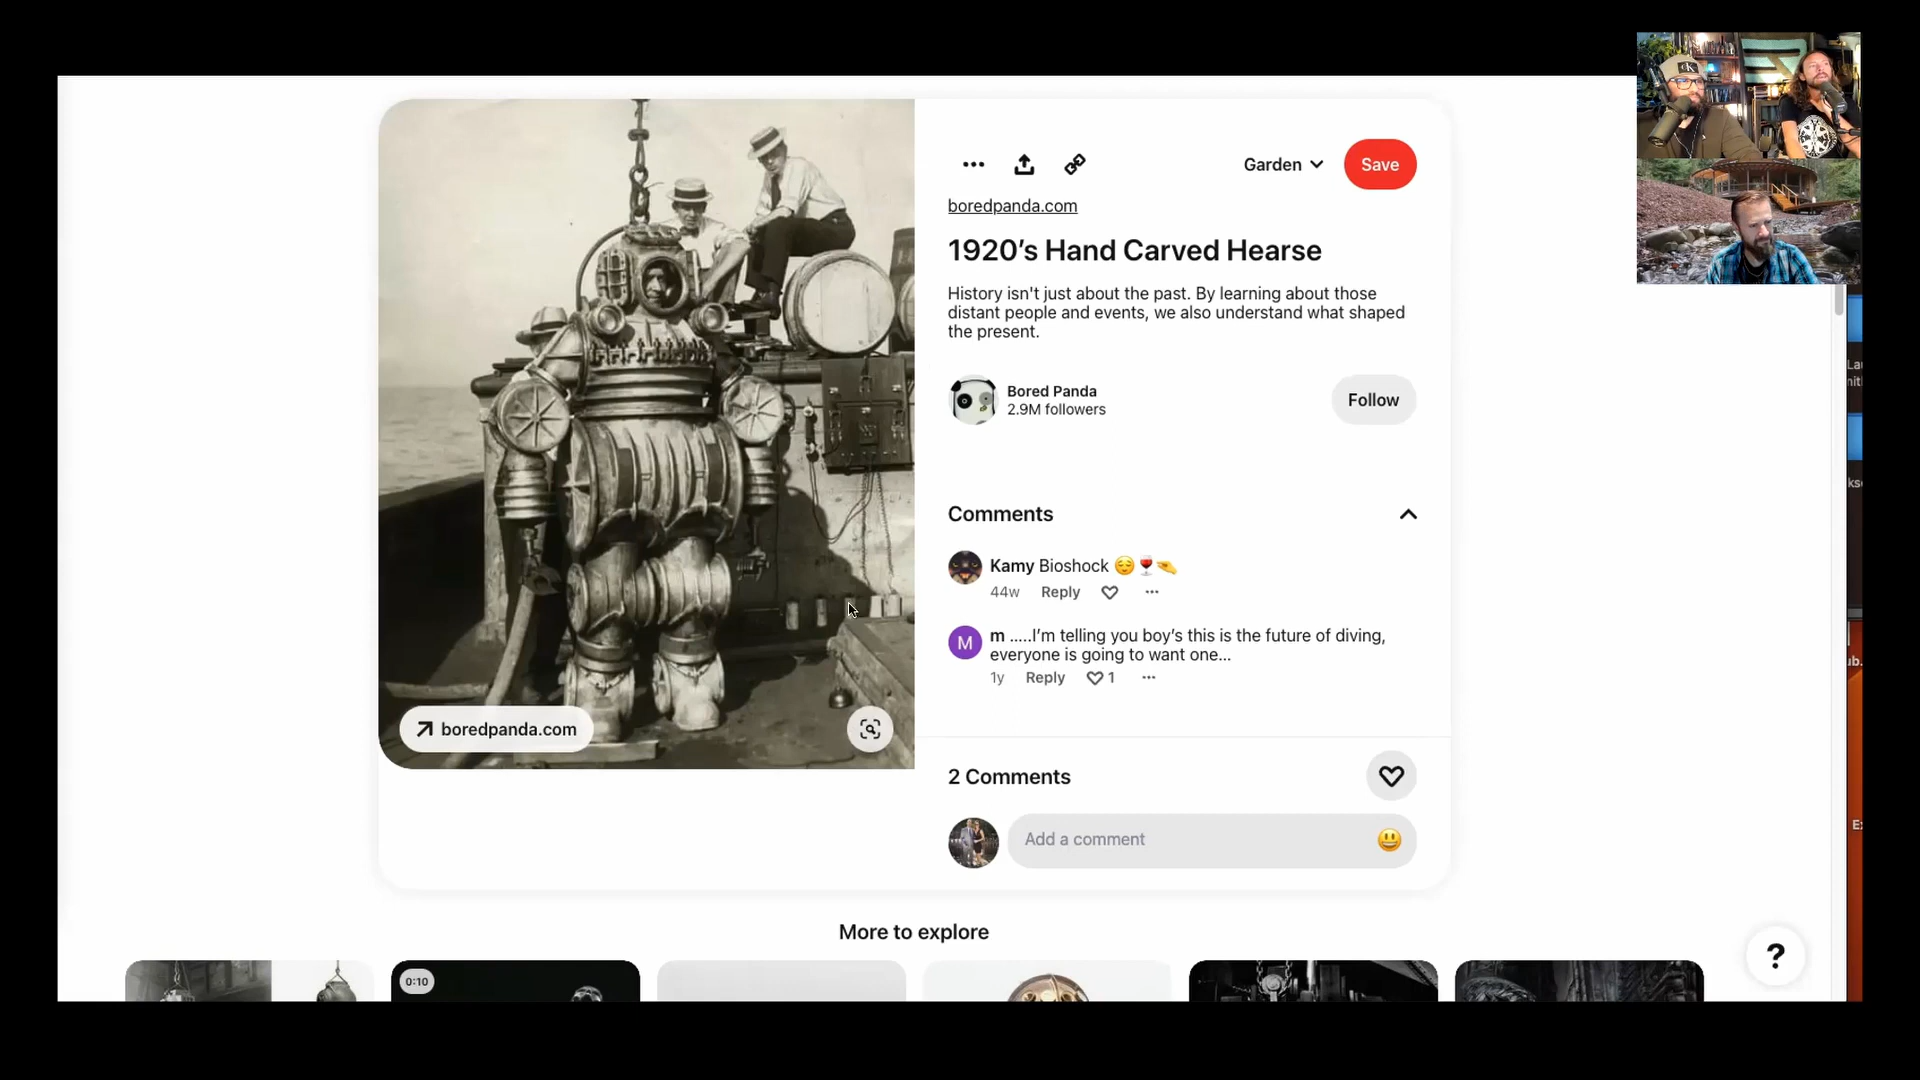 Garden
Save
boredpanda.com
1920's Hand Carved Hearse
History isn't just about the past. By learning about those
distant people and events, we also understand what shaped
the present.
Bored Panda
2.9M followers
Follow
Comments
Kamy Bioshock 😌🍷🤏
44w Reply
M
m .....I'm telling you boy's this is the future of diving,
everyone is going to want one...
1y Reply 1
boredpanda.com
2 Comments
Add a comment
More to explore
0:10
?